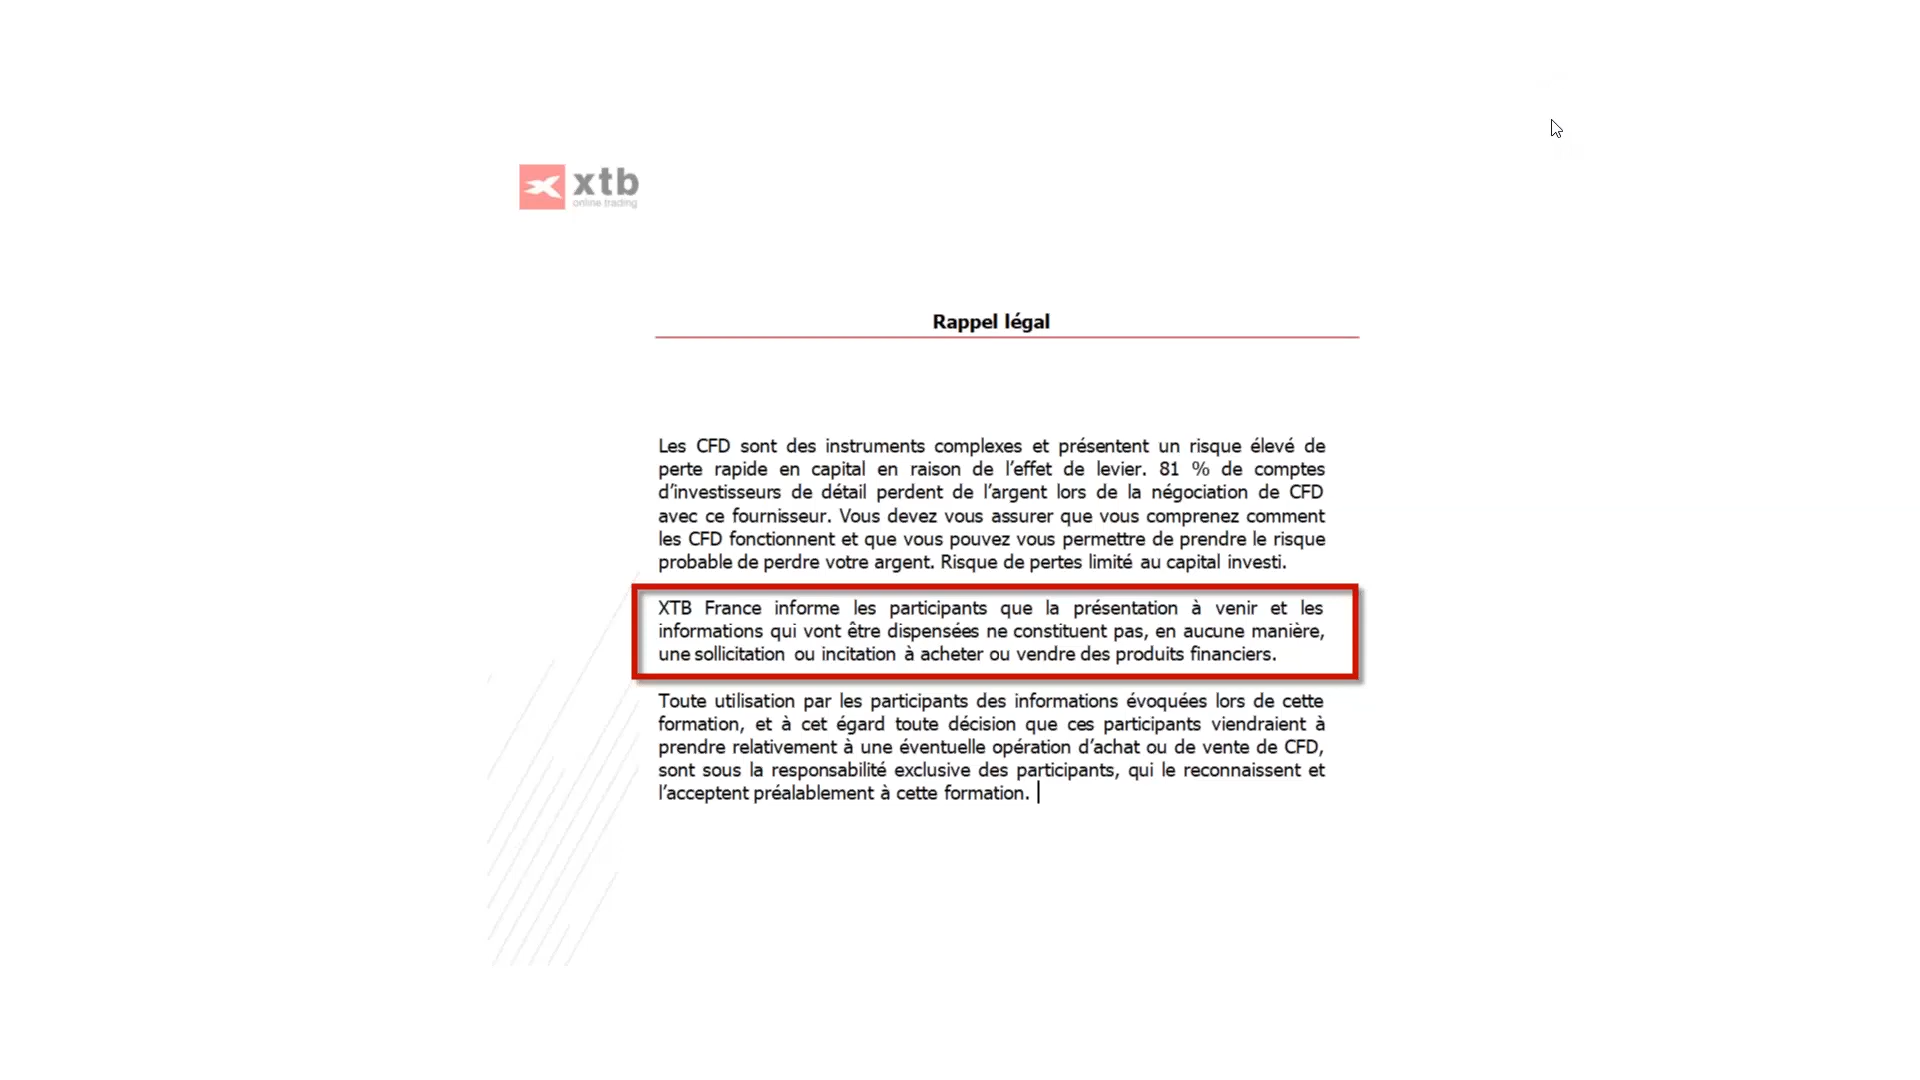 xtb
online trading
Rappel légal
Les CFD sont des instruments complexes et présentent un risque élevé de
perte rapide en capital en raison de l’effet de levier. 81 % de comptes
d’investisseurs de détail perdent de l’argent lors de la négociation de CFD
avec ce fournisseur. Vous devez vous assurer que vous comprenez comment
les CFD fonctionnent et que vous pouvez vous permettre de prendre le risque
probable de perdre votre argent. Risque de pertes limité au capital investi.
XTB France informe les participants que la présentation à venir et les
informations qui vont être dispensées ne constituent pas, en aucune manière,
une sollicitation ou incitation à acheter ou vendre des produits financiers.
Toute utilisation par les participants des informations évoquées lors de cette
formation, et à cet égard toute décision que ces participants viendraient à
prendre relativement à une éventuelle opération d’achat ou de vente de CFD,
sont sous la responsabilité exclusive des participants, qui le reconnaissent et
l’acceptent préalablement à cette formation.